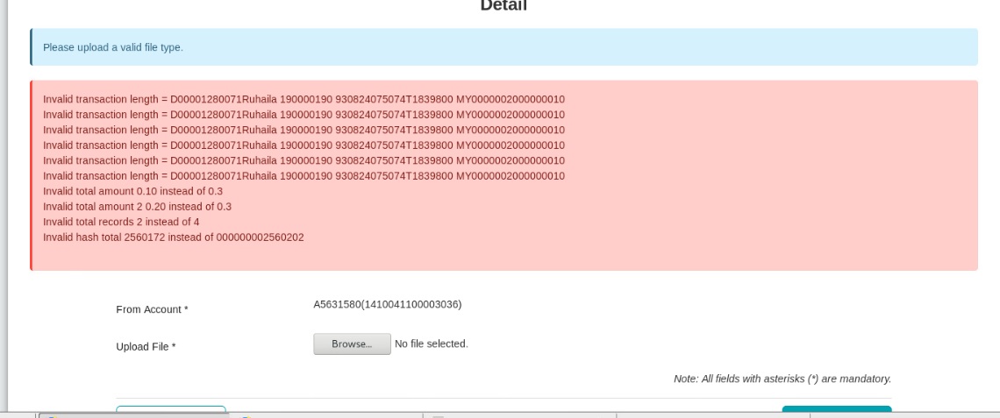 Detail
Please upload a valid file type.
Invalid transaction length = D00001280071Ruhaila 190000190 930824075074T1839800 MY0000002000000010
Invalid transaction length = D00001280071Ruhaila 190000190 930824075074T1839800 MY0000002000000010
Invalid transaction length = D00001280071Ruhaila 190000190 930824075074T1839800 MY0000002000000010
Invalid transaction length = D00001280071Ruhaila 190000190 930824075074T1839800 MY0000002000000010
Invalid transaction length = D00001280071Ruhaila 190000190 930824075074T1839800 MY0000002000000010
Invalid transaction length = D00001280071Ruhaila 190000190 930824075074T1839800 MY0000002000000010
Invalid total amount 0.10 instead of 0.3
Invalid total amount 2 0.20 instead of 0.3
Invalid total records 2 instead of 4
Invalid hash total 2560172 instead of 000000002560202
From Account * A5631580(1410041100003036)
Upload File * Browse... No file selected.
Note: All fields with asterisks (*) are mandatory.